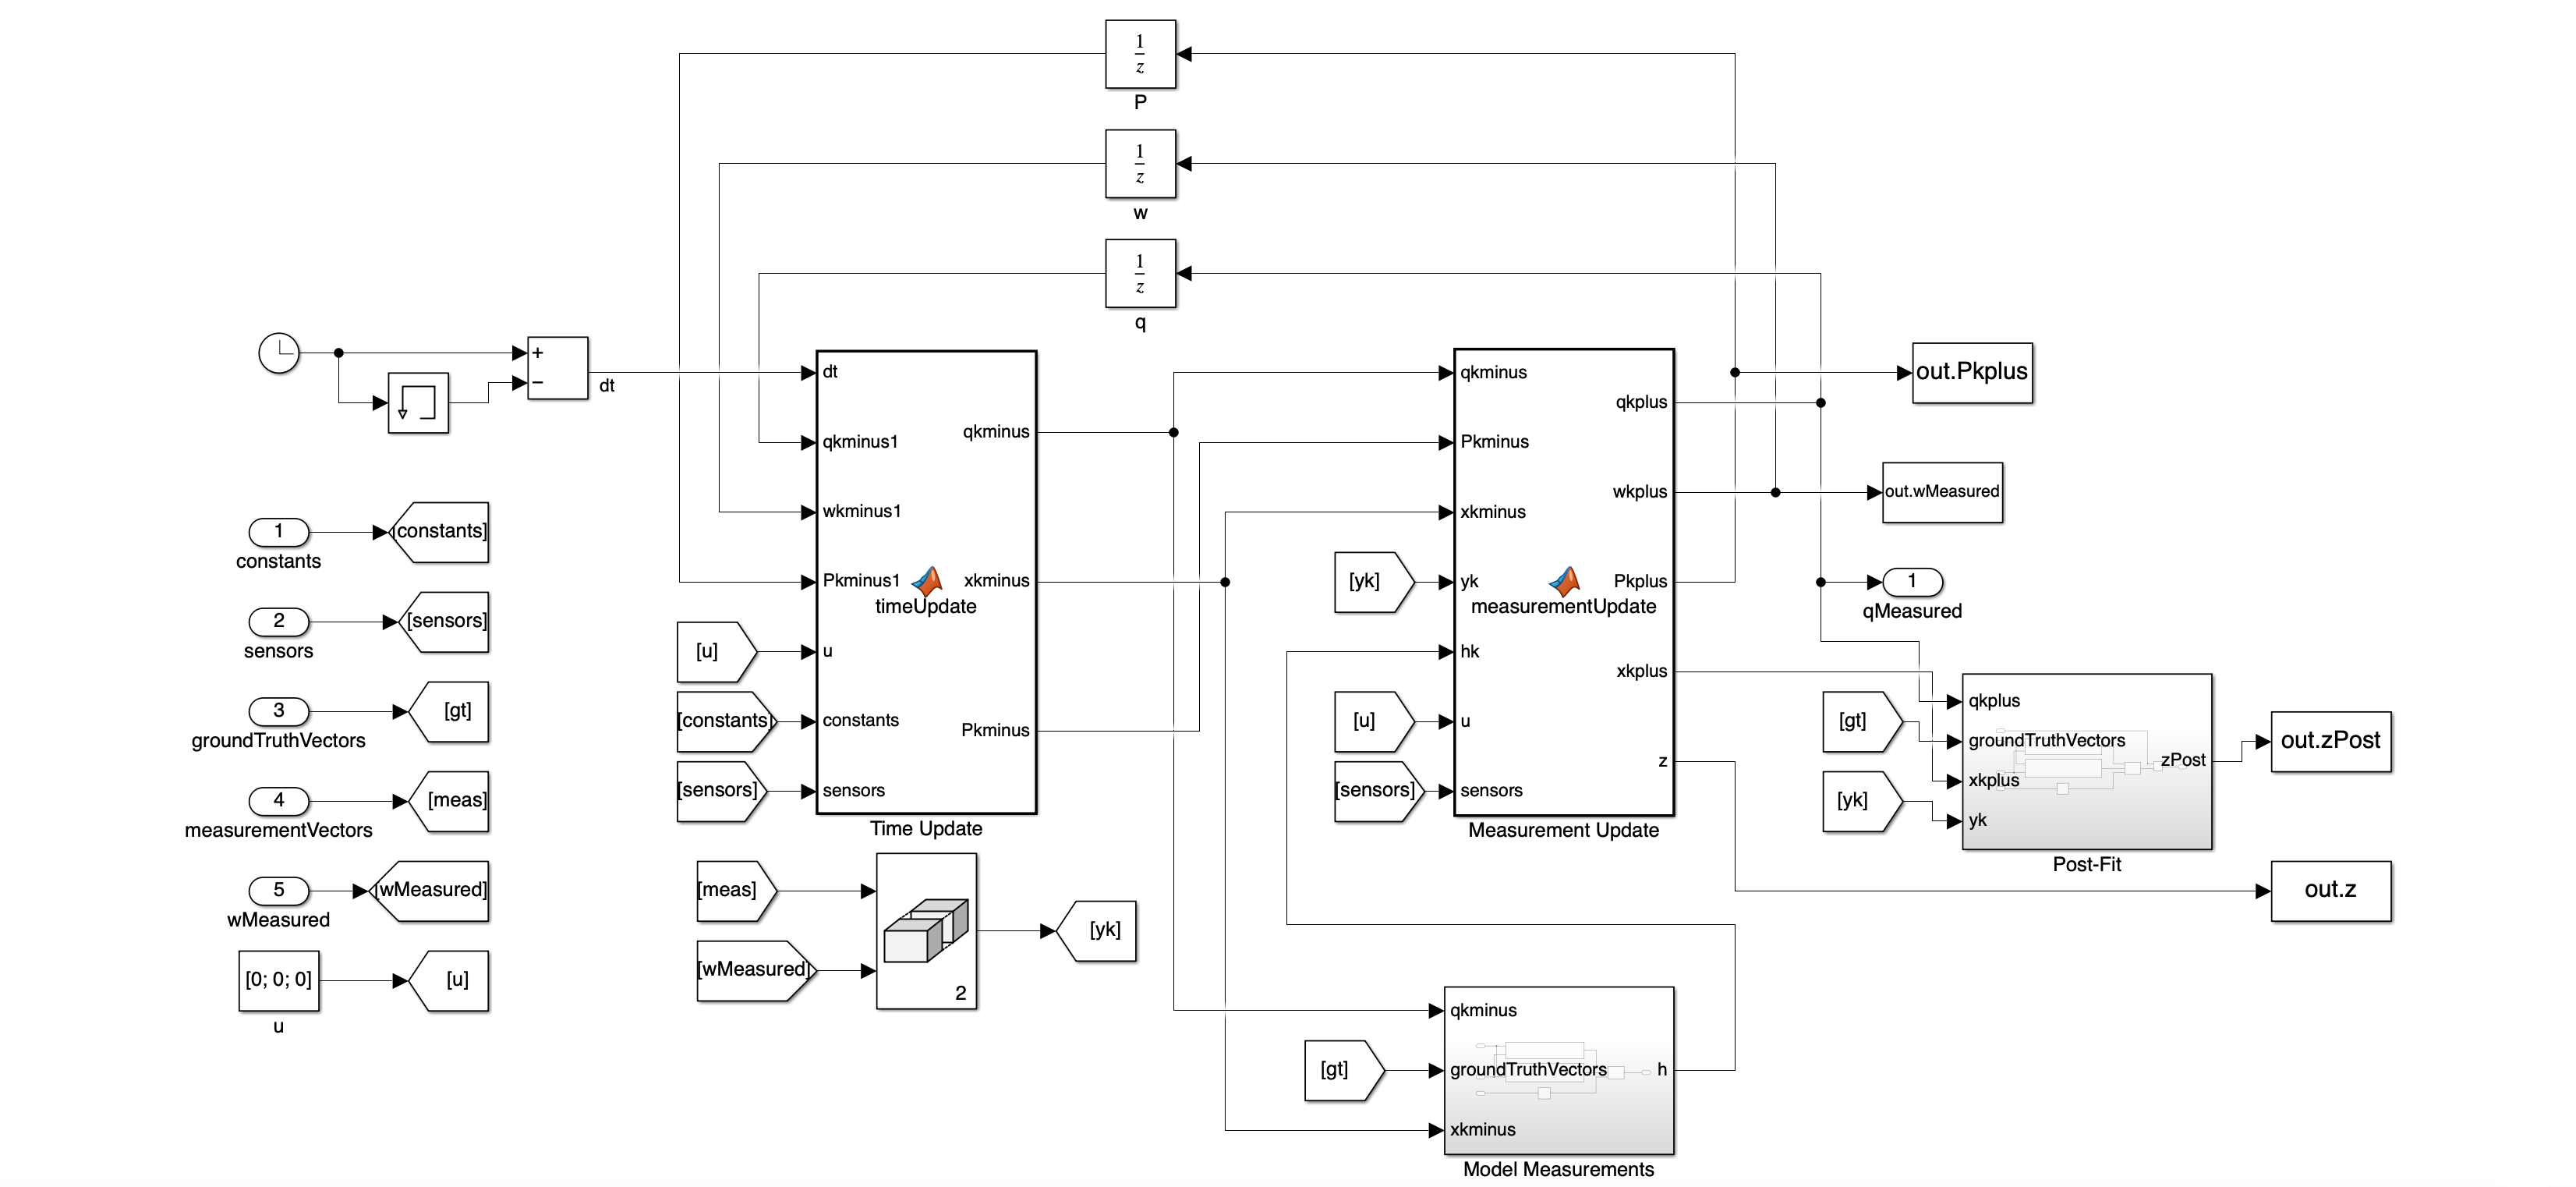 1
z
P
1
z
w
1
z
q
+
−
dt
1
constants
[constants]
2
sensors
[sensors]
3
groundTruthVectors
[gt]
4
measurementVectors
[meas]
5
wMeasured
[wMeasured]
[0; 0; 0]
u
[u]
[u]
[constants]
[sensors]
dt
qkminus1
wkminus1
Pkminus1
u
constants
sensors
timeUpdate
qkminus
xkminus
Pkminus
Time Update
[meas]
[wMeasured]
2
[yk]
[yk]
[u]
[sensors]
qkminus
Pkminus
xkminus
yk
hk
u
sensors
measurementUpdate
qkplus
wkplus
Pkplus
xkplus
z
Measurement Update
[gt]
qkminus
groundTruthVectors
xkminus
h
Model Measurements
out.Pkplus
out.wMeasured
1
qMeasured
[gt]
[yk]
qkplus
groundTruthVectors
xkplus
yk
zPost
Post-Fit
out.zPost
out.z